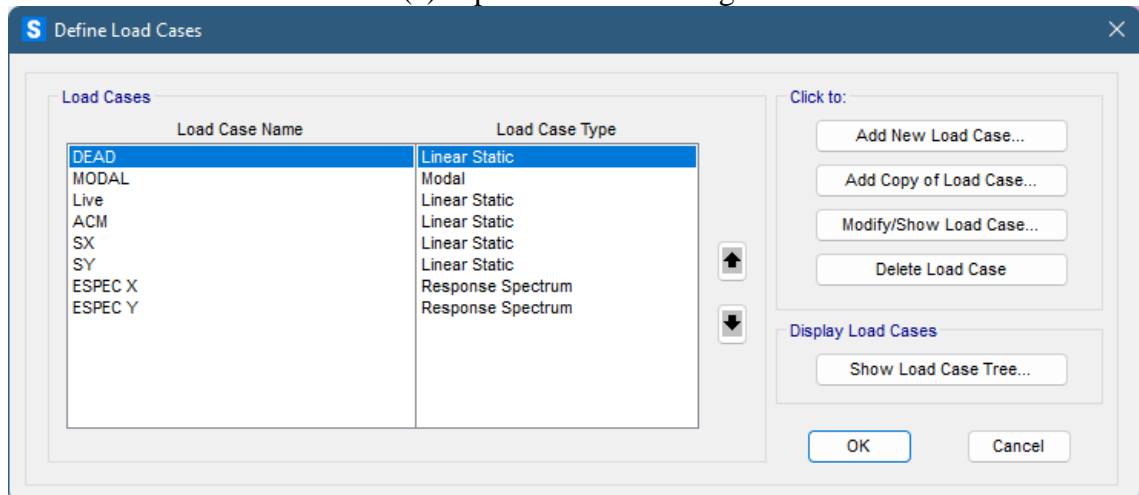 S Define Load Cases
Load Cases
Load Case Name Load Case Type
DEAD Linear Static
MODAL Modal
Live Linear Static
ACM Linear Static
SX Linear Static
SY Linear Static
ESPEC X Response Spectrum
ESPEC Y Response Spectrum
Click to:
Add New Load Case...
Add Copy of Load Case...
Modify/Show Load Case...
Delete Load Case
Display Load Cases
Show Load Case Tree...
OK Cancel